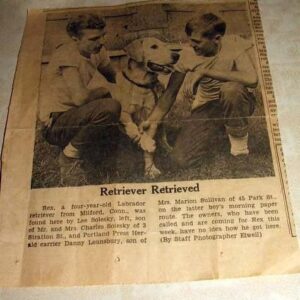 Retriever Retrieved
Rex, a four-year-old Labrador
retriever from Milford, Conn., was
found here by Lee Solesky, left, son
of Mr. and Mrs. Charles Solesky of 3
Stratton St., and Portland Press Her-
ald carrier Danny Leansbury, son of
Mrs. Marion Sullivan of 45 Park St.,
on the latter boy's morning paper
route. The owners, who have been
called and are coming for Rex this
week, have no idea how he got here.
(By Staff Photographer Elwell)